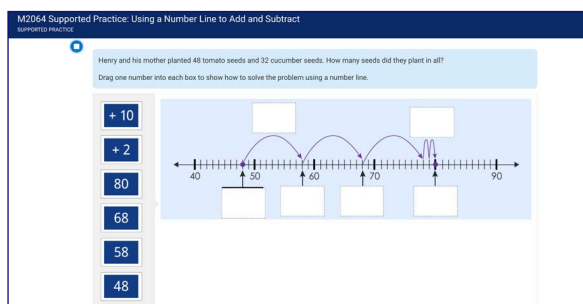 M2064 Supported Practice: Using a Number Line to Add and Subtract
SUPPORTED PRACTICE
Henry and his mother planted 48 tomato seeds and 32 cucumber seeds. How many seeds did they plant in all?
Drag one number into each box to show how to solve the problem using a number line.
+ 10
+ 2
80
68
58
48
40 50 60 70 90